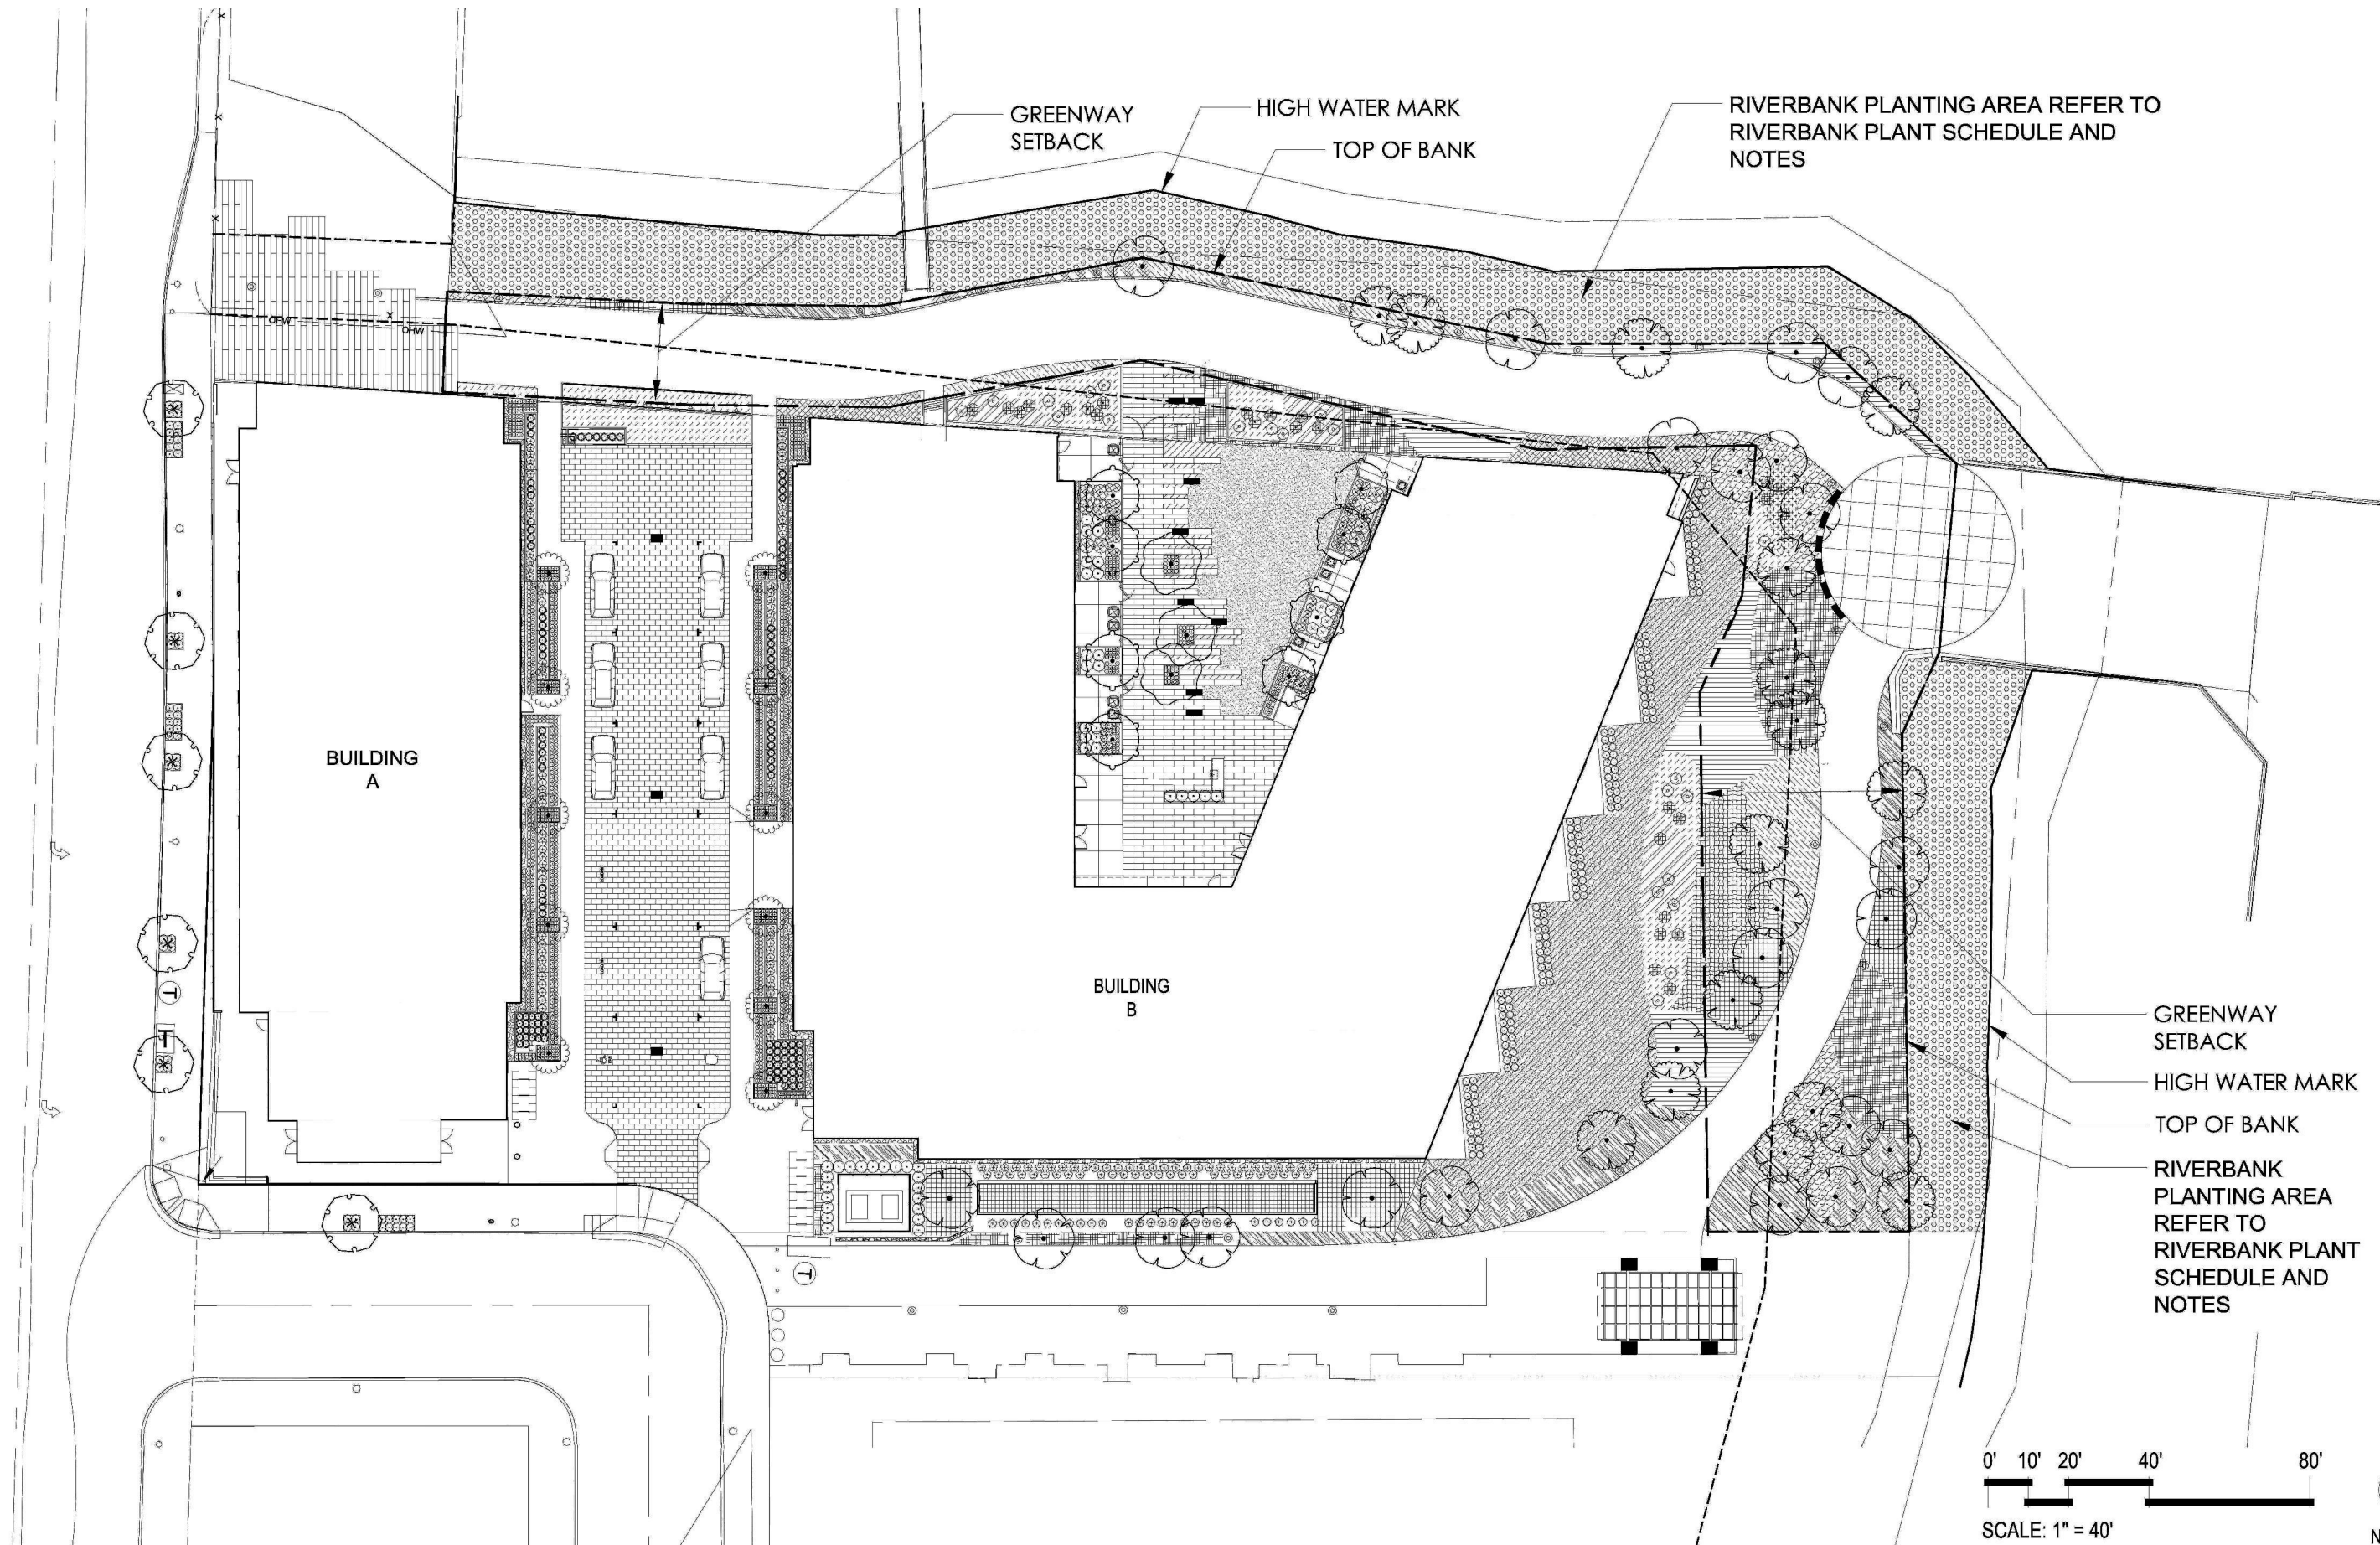 GREENWAY
SETBACK
HIGH WATER MARK
TOP OF BANK
RIVERBANK PLANTING AREA REFER TO
RIVERBANK PLANT SCHEDULE AND
NOTES
OHW
OHW
BUILDING
A
BUILDING
B
T
T
GREENWAY
SETBACK
HIGH WATER MARK
TOP OF BANK
RIVERBANK
PLANTING AREA
REFER TO
RIVERBANK PLANT
SCHEDULE AND
NOTES
0' 10' 20' 40' 80'
SCALE: 1" = 40'
N